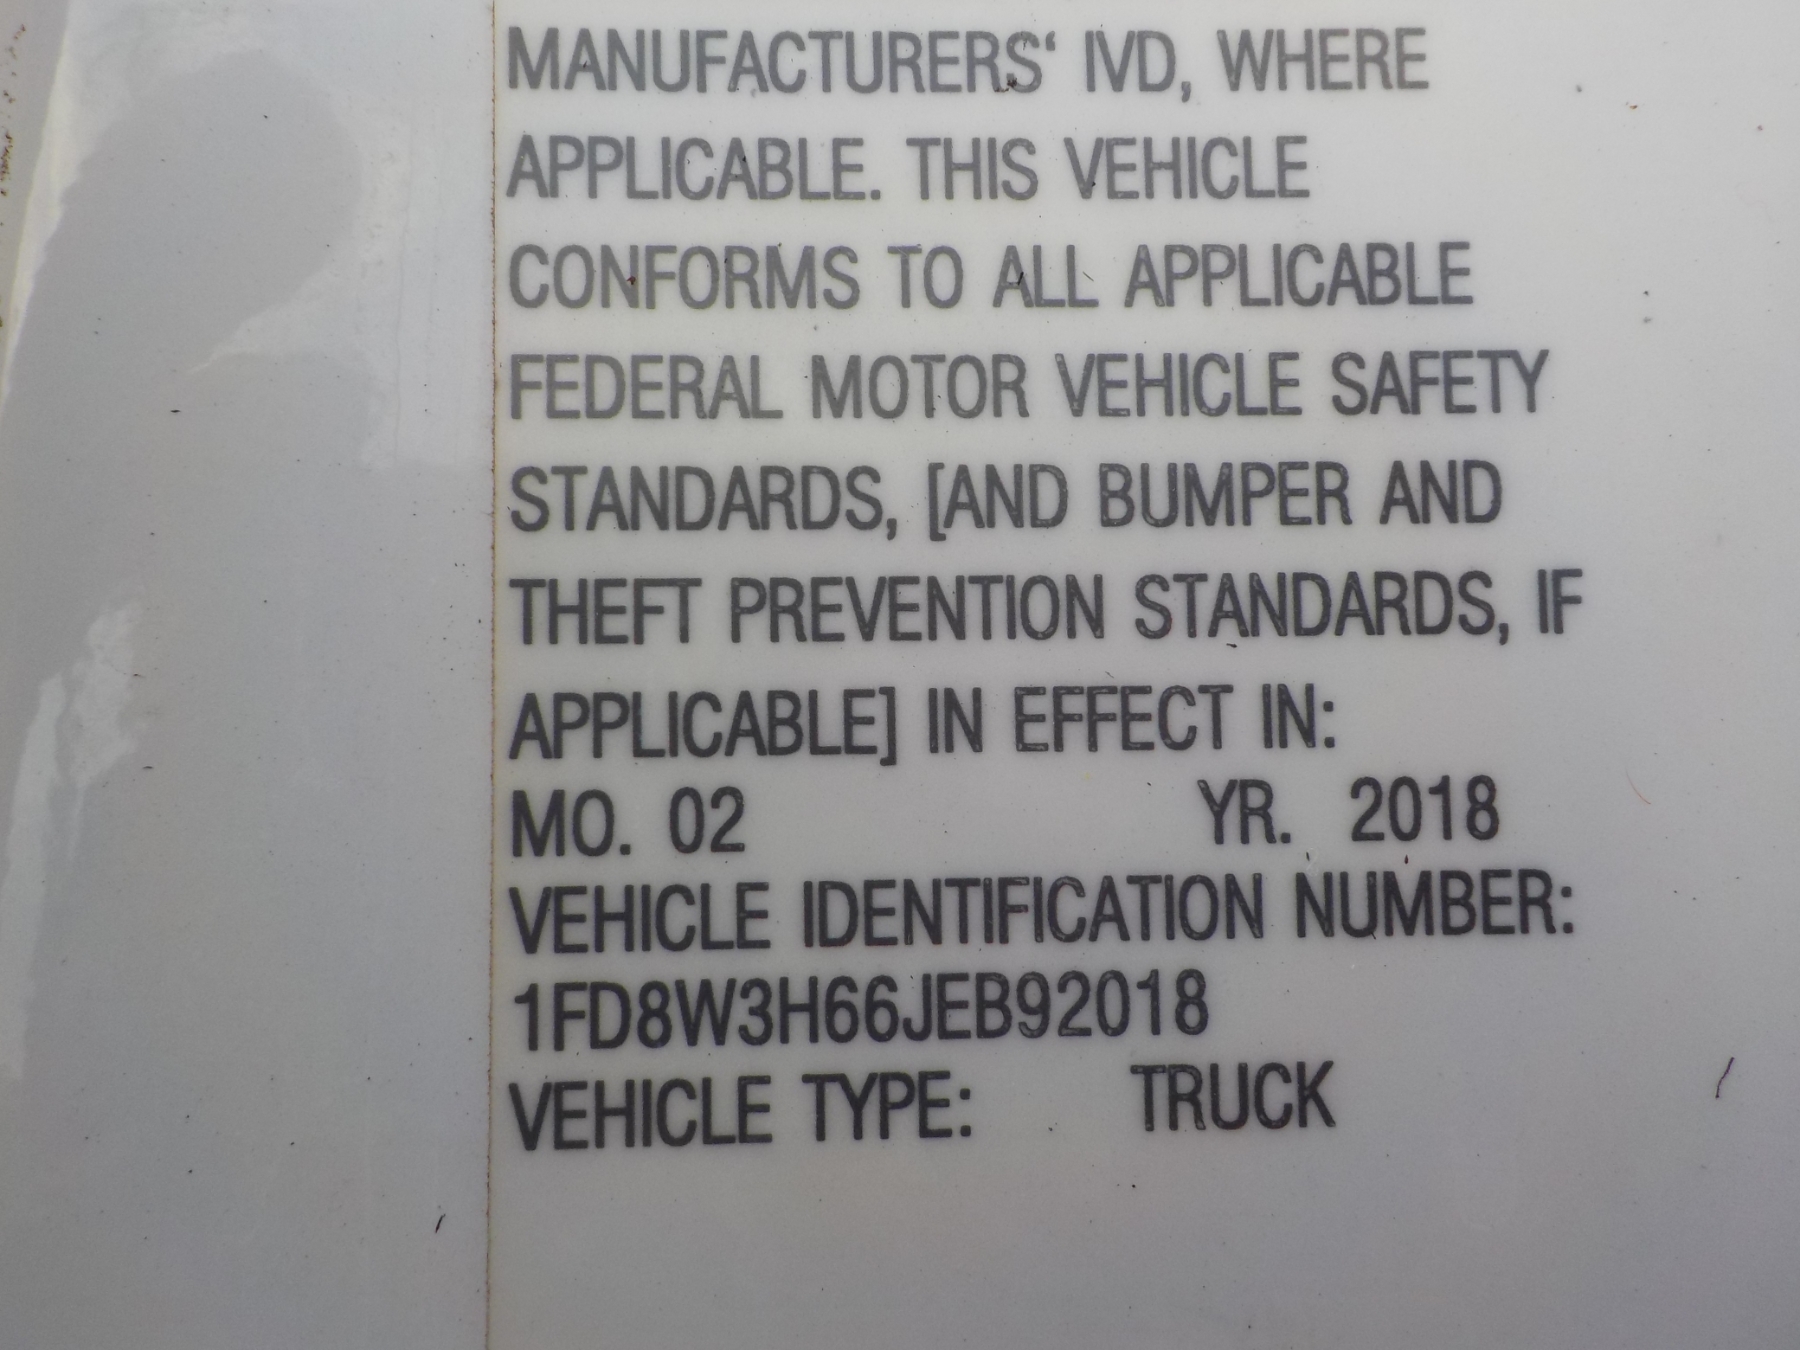 MANUFACTURERS‘ IVD, WHERE
APPLICABLE. THIS VEHICLE
CONFORMS TO ALL APPLICABLE
FEDERAL MOTOR VEHICLE SAFETY
STANDARDS, [AND BUMPER AND
THEFT PREVENTION STANDARDS, IF
APPLICABLE] IN EFFECT IN:
MO. 02 YR. 2018
VEHICLE IDENTIFICATION NUMBER:
1FD8W3H66JEB92018
VEHICLE TYPE: TRUCK